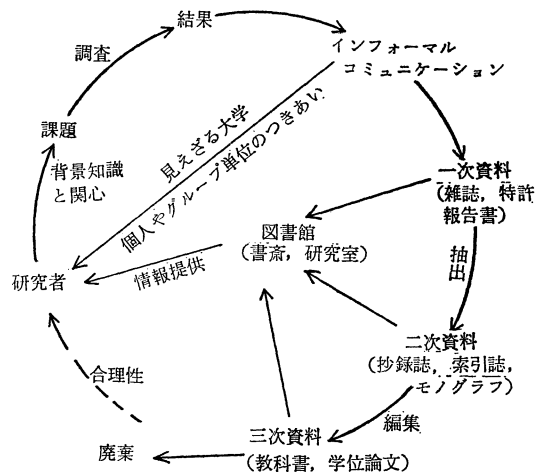 結果
インフォーマル
コミュニケーション
調査
見えざる大学
個人やグループ単位のつきあい
課題
背景知識
と関心
一次資料
(雑誌，特許
報告書)
図書館
(書斎，研究室)
抽出
研究者
情報提供
二次資料
(抄録誌，索引誌，
モノグラフ)
合理性
編集
三次資料
(教科書，学位論文)
廃棄